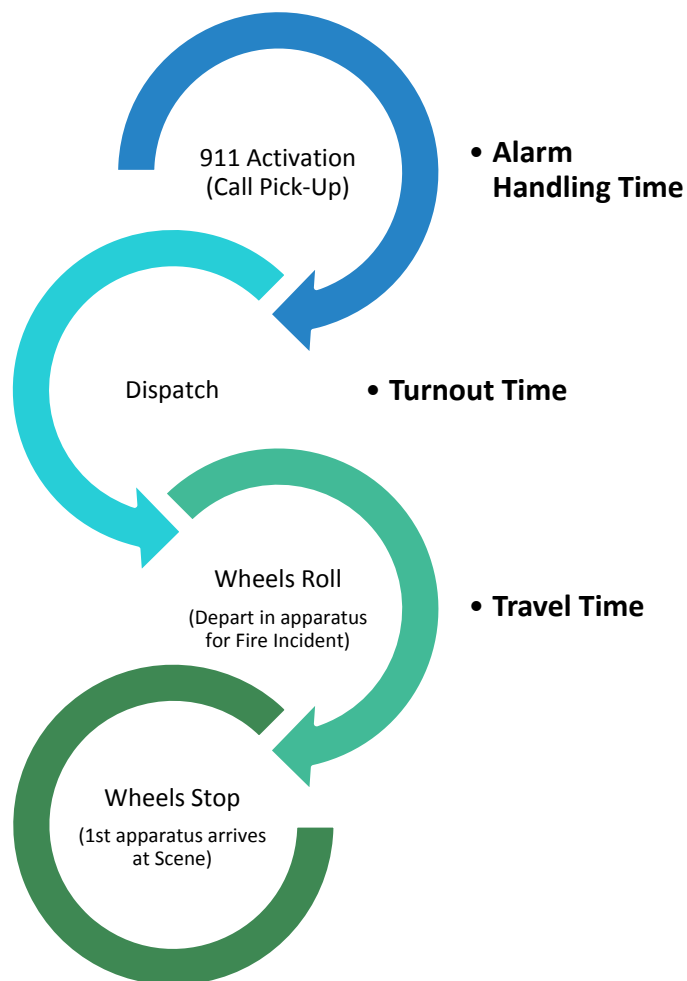 911 Activation
(Call Pick-Up)
• Alarm
Handling Time
Dispatch
• Turnout Time
Wheels Roll
(Depart in apparatus
for Fire Incident)
• Travel Time
Wheels Stop
(1st apparatus arrives
at Scene)